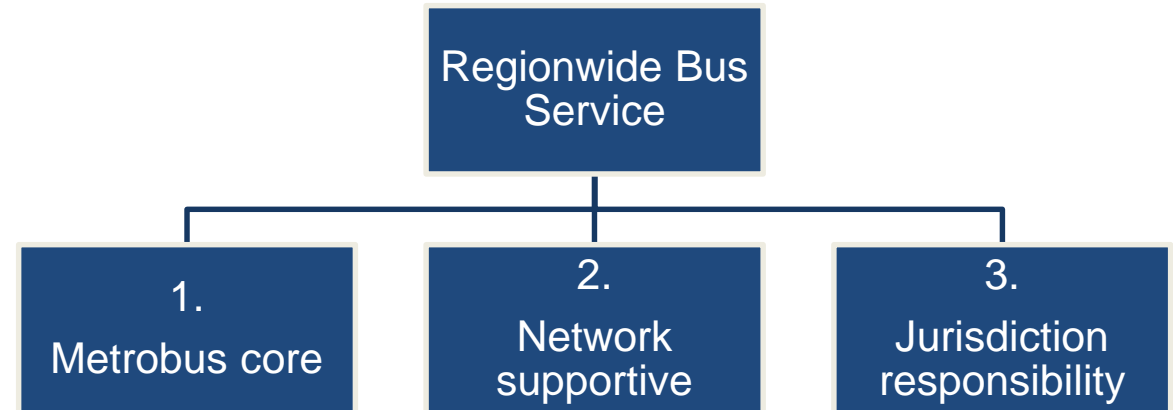 Regionwide Bus
Service
1.
Metrobus core
2.
Network
supportive
3.
Jurisdiction
responsibility